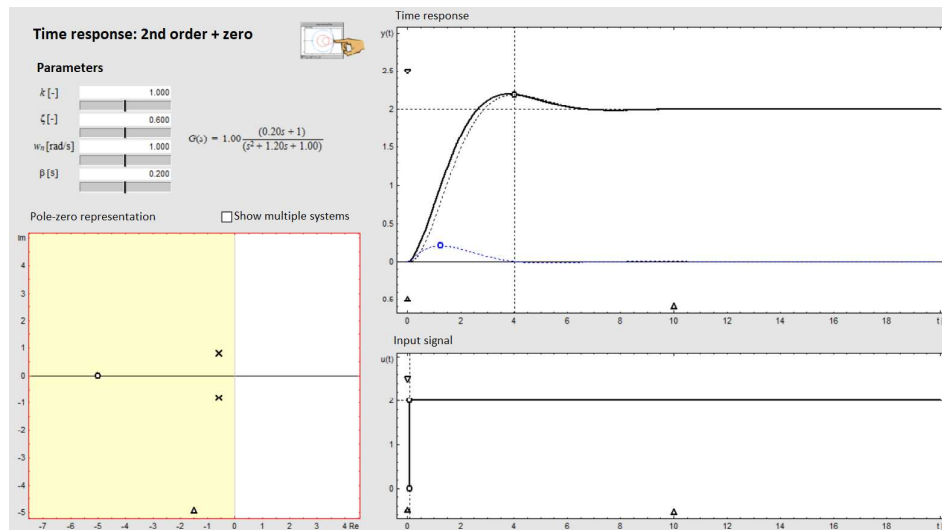 Time response: 2nd order + zero
Parameters
k [-] 1.000
ζ [-] 0.600
wn [rad/s] 1.000
β [s] 0.200
G(s) = 1.00 (0.20s + 1) / (s² + 1.20s + 1.00)
Pole-zero representation
Show multiple systems
Im
4
3
2
1
0
-1
-2
-3
-4
-5
-7 -6 -5 -4 -3 -2 -1 0 1 2 3 4 Re
Time response
y(t)
2.5
2
1.5
1
0.5
0
0.6
0 2 4 6 8 10 12 14 16 18 t
Input signal
u(t)
2
2
1
0
0 2 4 6 8 10 12 14 16 18 t